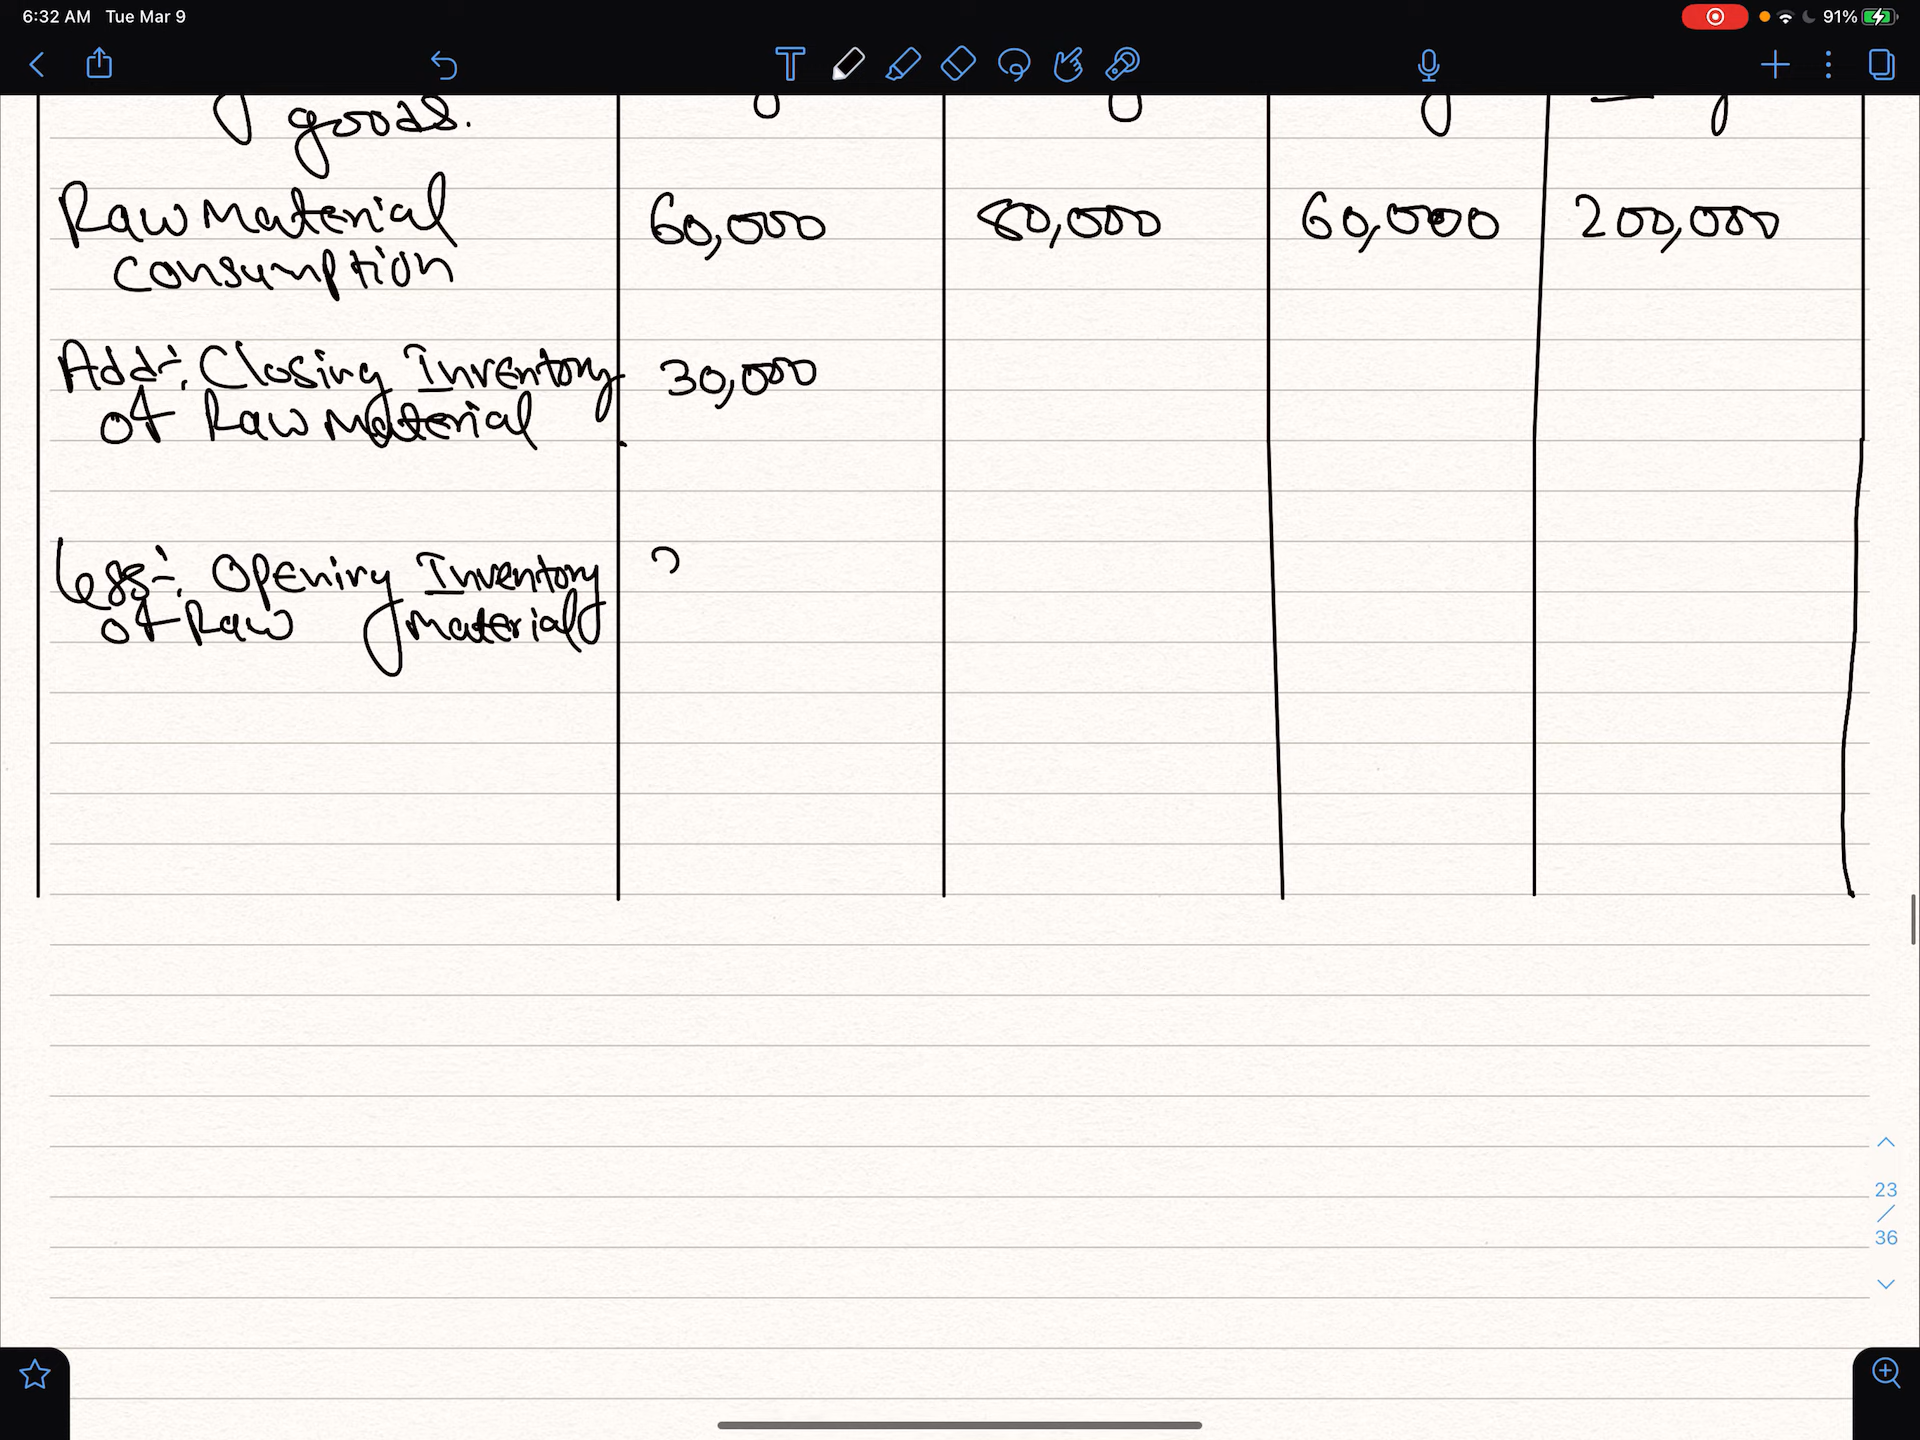 6:32 AM Tue Mar 9
91%
goods.
Raw Material 60,000 80,000 60,000 200,000
consumption
Add:- Closing Inventory 30,000
of Raw Material
Less:- Opening Inventory
of Raw Material
23
/
36